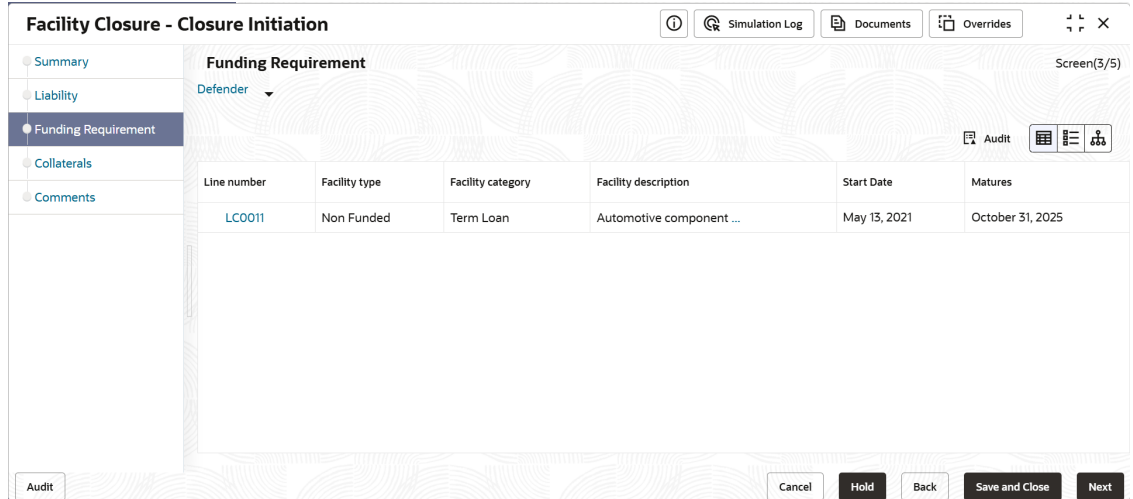 Facility Closure - Closure Initiation
Simulation Log
Documents
Overrides
Summary
Liability
Funding Requirement
Collaterals
Comments
Funding Requirement
Screen(3/5)
Defender
Audit
Line number Facility type Facility category Facility description Start Date Matures
LC0011 Non Funded Term Loan Automotive component ... May 13, 2021 October 31, 2025
Audit
Cancel
Hold
Back
Save and Close
Next